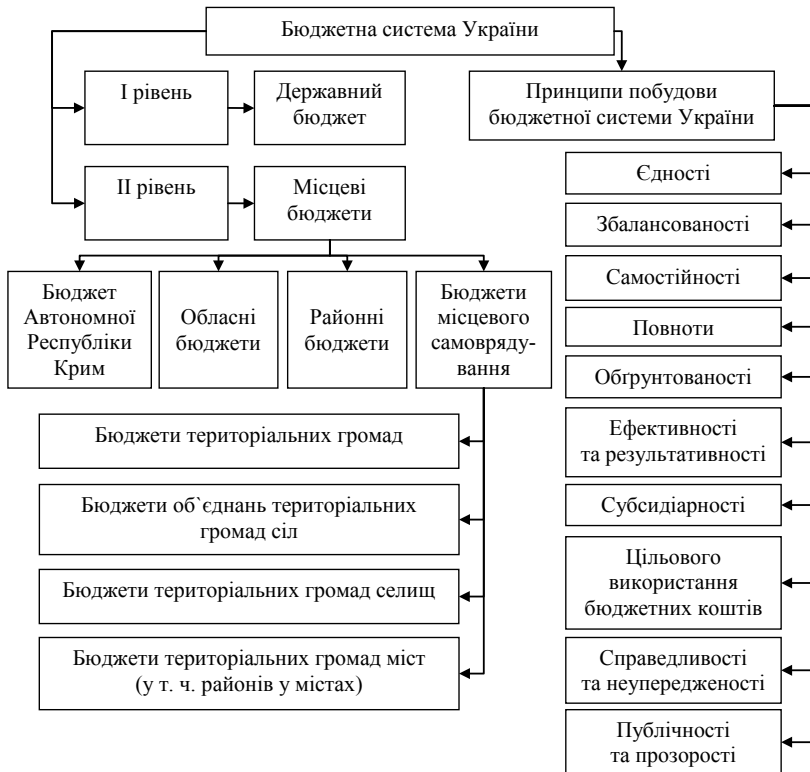 Бюджетна система України
І рівень
Державний
бюджет
Принципи побудови
бюджетної системи України
ІІ рівень
Місцеві
бюджети
Бюджет
Автономної
Республіки
Крим
Обласні
бюджети
Районні
бюджети
Бюджети
місцевого
самовряду-
вання
Бюджети територіальних громад
Бюджети об`єднань територіальних
громад сіл
Бюджети територіальних громад селищ
Бюджети територіальних громад міст
(у т. ч. районів у містах)
Єдності
Збалансованості
Самостійності
Повноти
Обґрунтованості
Ефективності
та результативності
Субсидіарності
Цільового
використання
бюджетних коштів
Справедливості
та неупередженості
Публічності
та прозорості